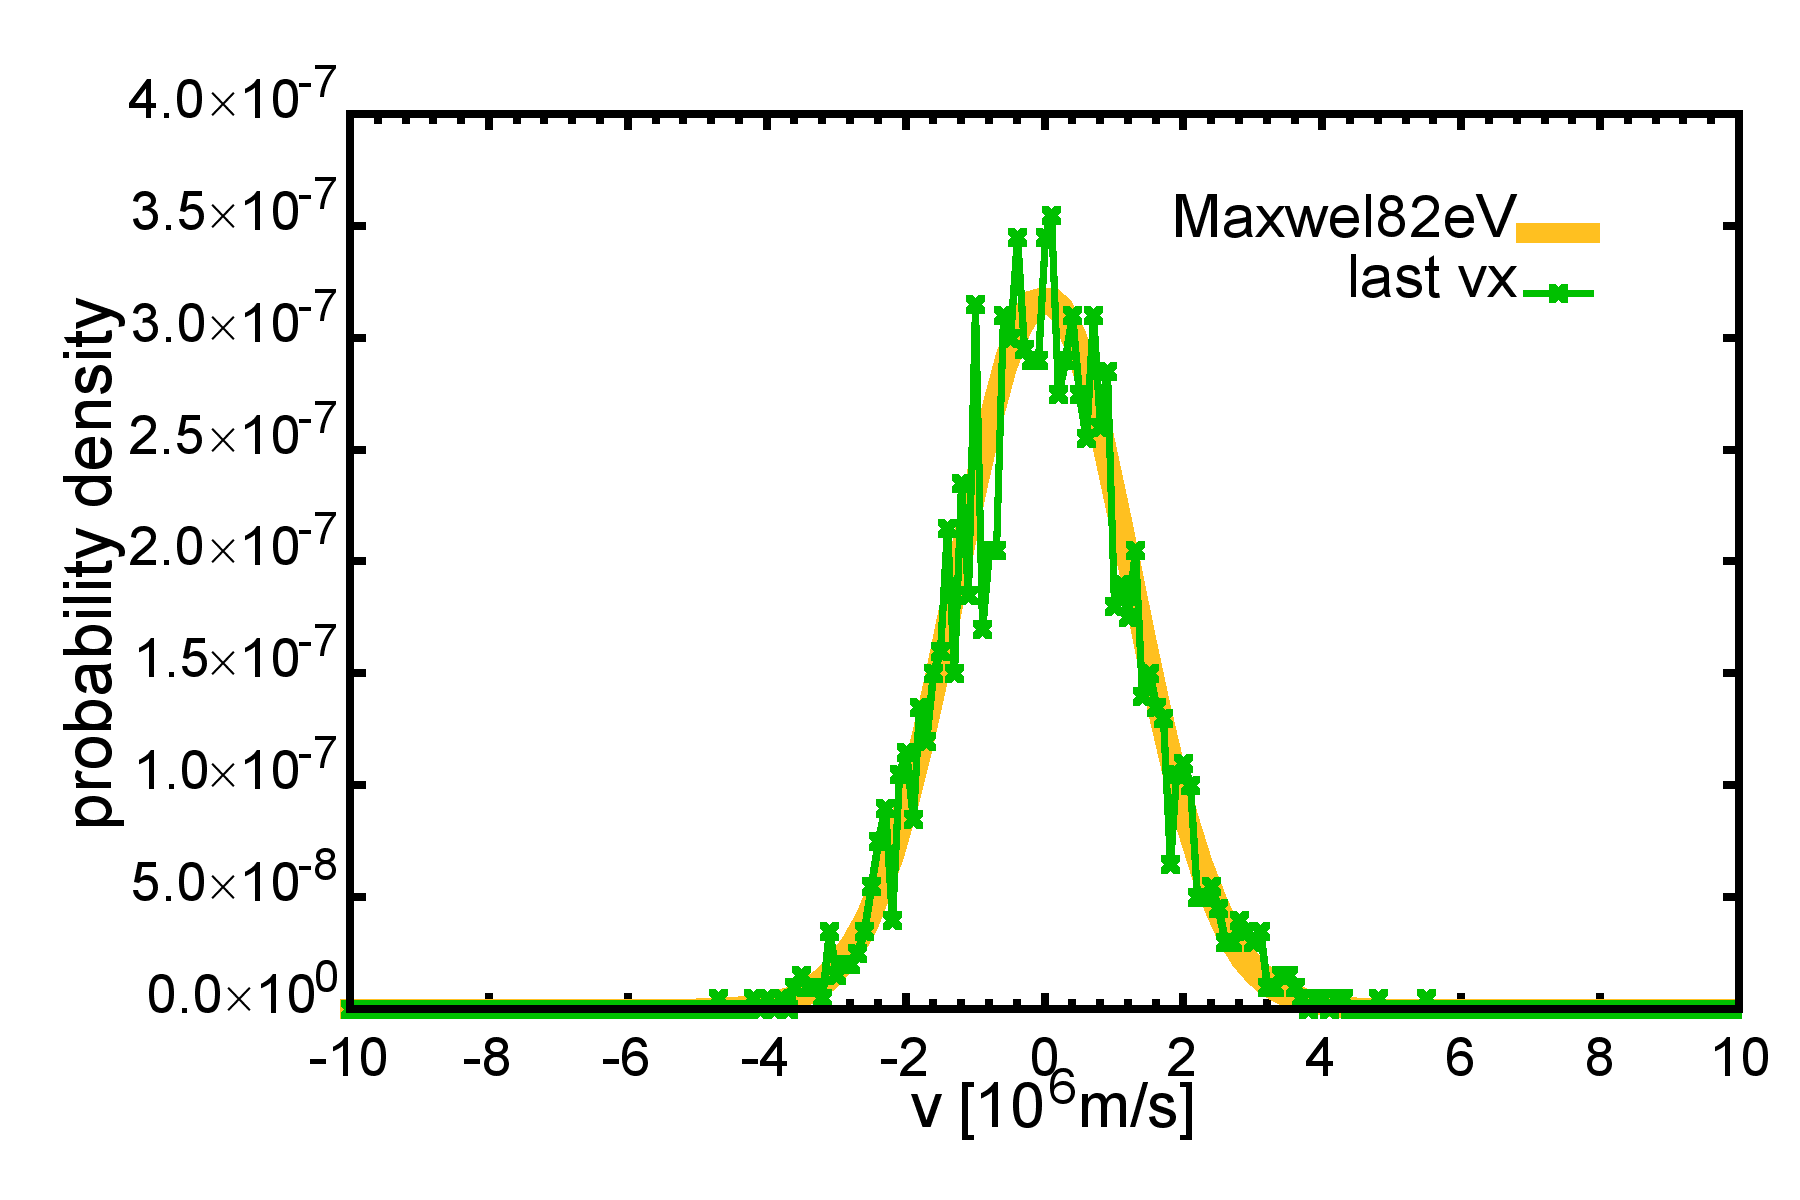 4.0×10⁻⁷
3.5×10⁻⁷
3.0×10⁻⁷
2.5×10⁻⁷
2.0×10⁻⁷
1.5×10⁻⁷
1.0×10⁻⁷
5.0×10⁻⁸
0.0×10⁰
probability density
Maxwel82eV
last vx
-10 -8 -6 -4 -2 0 2 4 6 8 10
v [10⁶m/s]